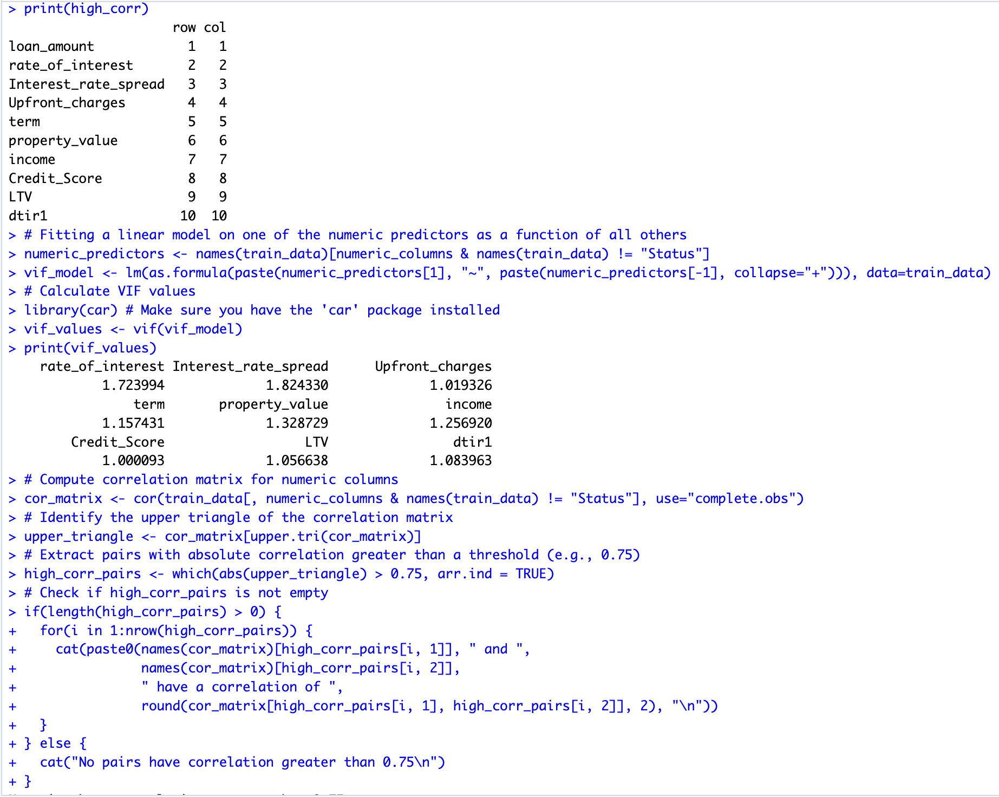 > print(high_corr)
                     row col
loan_amount            1   1
rate_of_interest       2   2
Interest_rate_spread   3   3
Upfront_charges        4   4
term                   5   5
property_value         6   6
income                 7   7
Credit_Score           8   8
LTV                    9   9
dtir1                 10  10
> # Fitting a linear model on one of the numeric predictors as a function of all others
> numeric_predictors <- names(train_data)[numeric_columns & names(train_data) != "Status"]
> vif_model <- lm(as.formula(paste(numeric_predictors[1], "~", paste(numeric_predictors[-1], collapse="+"))), data=train_data)
> # Calculate VIF values
> library(car) # Make sure you have the 'car' package installed
> vif_values <- vif(vif_model)
> print(vif_values)
    rate_of_interest Interest_rate_spread      Upfront_charges
            1.723994             1.824330             1.019326
                term       property_value               income
            1.157431             1.328729             1.256920
        Credit_Score                  LTV                dtir1
            1.000093             1.056638             1.083963
> # Compute correlation matrix for numeric columns
> cor_matrix <- cor(train_data[, numeric_columns & names(train_data) != "Status"], use="complete.obs")
> # Identify the upper triangle of the correlation matrix
> upper_triangle <- cor_matrix[upper.tri(cor_matrix)]
> # Extract pairs with absolute correlation greater than a threshold (e.g., 0.75)
> high_corr_pairs <- which(abs(upper_triangle) > 0.75, arr.ind = TRUE)
> # Check if high_corr_pairs is not empty
> if(length(high_corr_pairs) > 0) {
+   for(i in 1:nrow(high_corr_pairs)) {
+     cat(paste0(names(cor_matrix)[high_corr_pairs[i, 1]], " and ",
+                names(cor_matrix)[high_corr_pairs[i, 2]],
+                " have a correlation of ",
+                round(cor_matrix[high_corr_pairs[i, 1], high_corr_pairs[i, 2]], 2), "\n"))
+   }
+ } else {
+   cat("No pairs have correlation greater than 0.75\n")
+ }